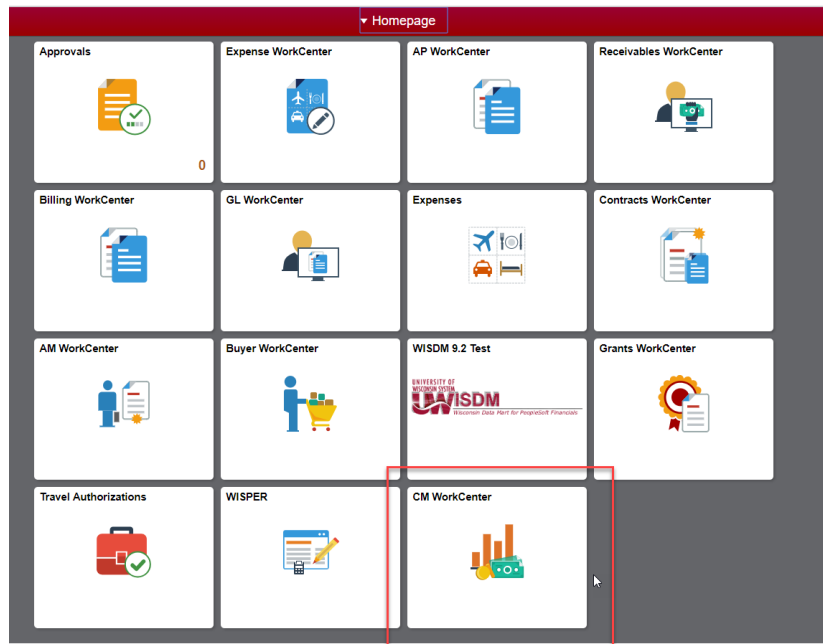 Homepage
Approvals
Expense WorkCenter
AP WorkCenter
Receivables WorkCenter
0
Billing WorkCenter
GL WorkCenter
Expenses
Contracts WorkCenter
AM WorkCenter
Buyer WorkCenter
WISDM 9.2 Test
Grants WorkCenter
UNIVERSITY OF
WISCONSIN SYSTEM
UWISDM
Wisconsin Data Mart for PeopleSoft Financials
Travel Authorizations
WISPER
CM WorkCenter